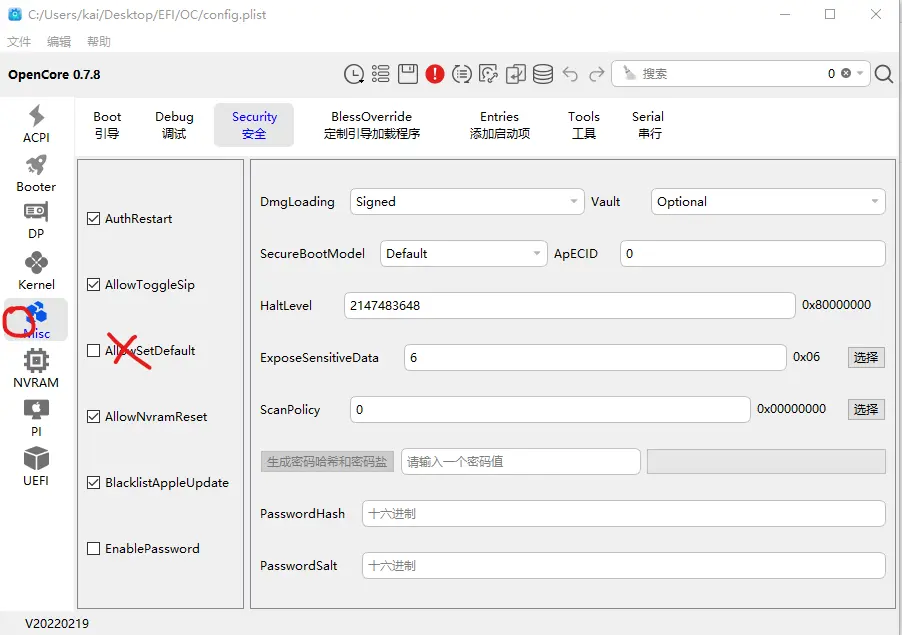 C:/Users/kai/Desktop/EFI/OC/config.plist
文件 编辑 帮助
OpenCore 0.7.8
搜索 0
ACPI
Booter
DP
Kernel
Misc
NVRAM
PI
UEFI
Boot Debug Security BlessOverride Entries Tools Serial
引导 调试 安全 定制引导加载程序 添加启动项 工具 串行
AuthRestart
AllowToggleSip
AllowSetDefault
AllowNvramReset
BlacklistAppleUpdate
EnablePassword
DmgLoading Signed Vault Optional
SecureBootModel Default ApECID 0
HaltLevel 2147483648 0x80000000
ExposeSensitiveData 6 0x06 选择
ScanPolicy 0 0x00000000 选择
生成密码哈希和密码盐 请输入一个密码值
PasswordHash 十六进制
PasswordSalt 十六进制
V20220219